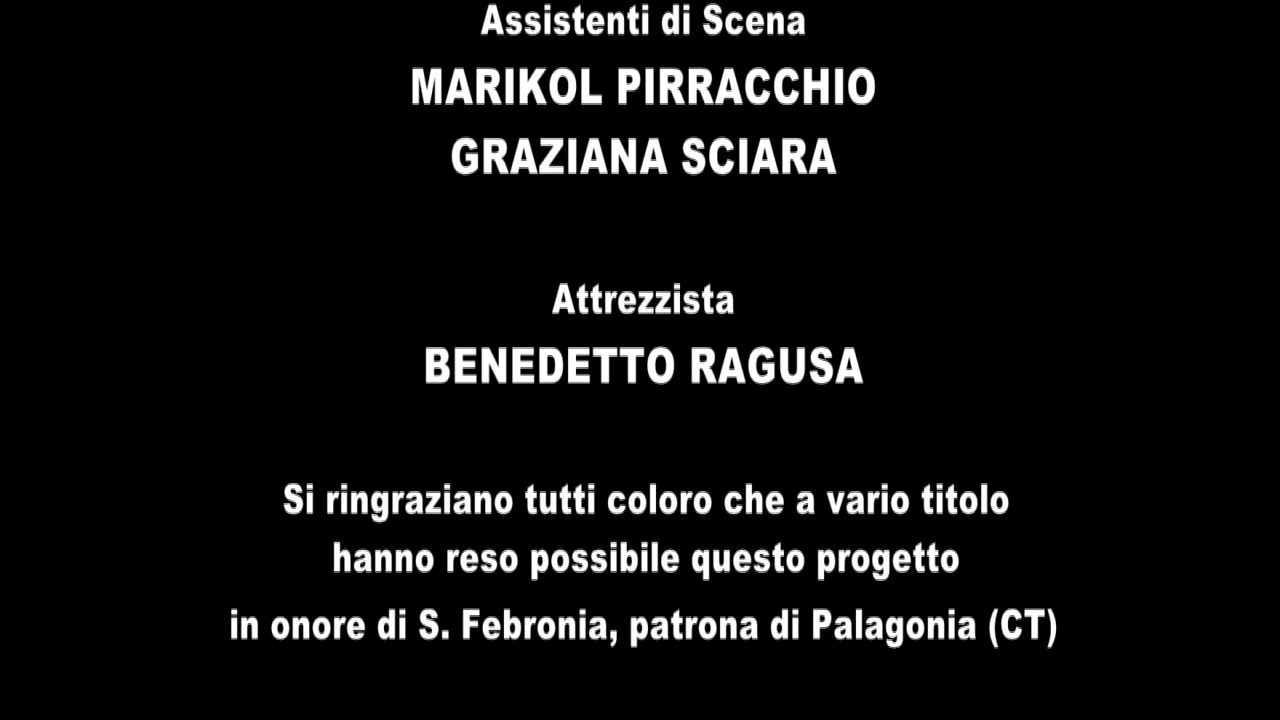 Assistenti di Scena
MARIKOL PIRRACCHIO
GRAZIANA SCIARA
Attrezzista
BENEDETTO RAGUSA
Si ringraziano tutti coloro che a vario titolo
hanno reso possibile questo progetto
in onore di S. Febronia, patrona di Palagonia (CT)